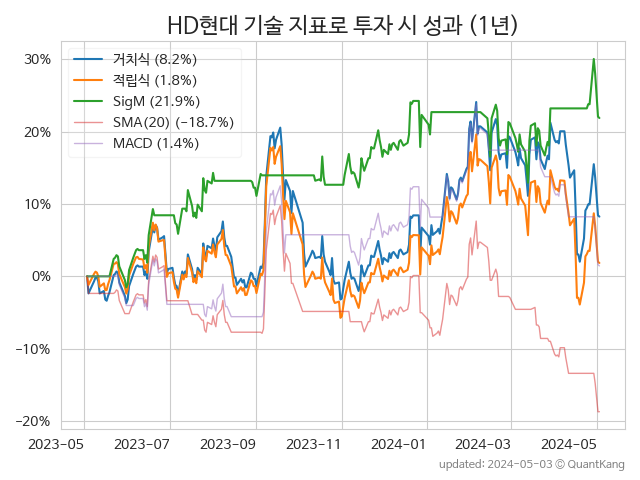 HD현대 기술 지표로 투자 시 성과 (1년)
30%
20%
10%
0%
−10%
−20%
거치식 (8.2%)
적립식 (1.8%)
SigM (21.9%)
SMA(20) (−18.7%)
MACD (1.4%)
2023-05 2023-07 2023-09 2023-11 2024-01 2024-03 2024-05
updated: 2024-05-03 ⓒ QuantKang